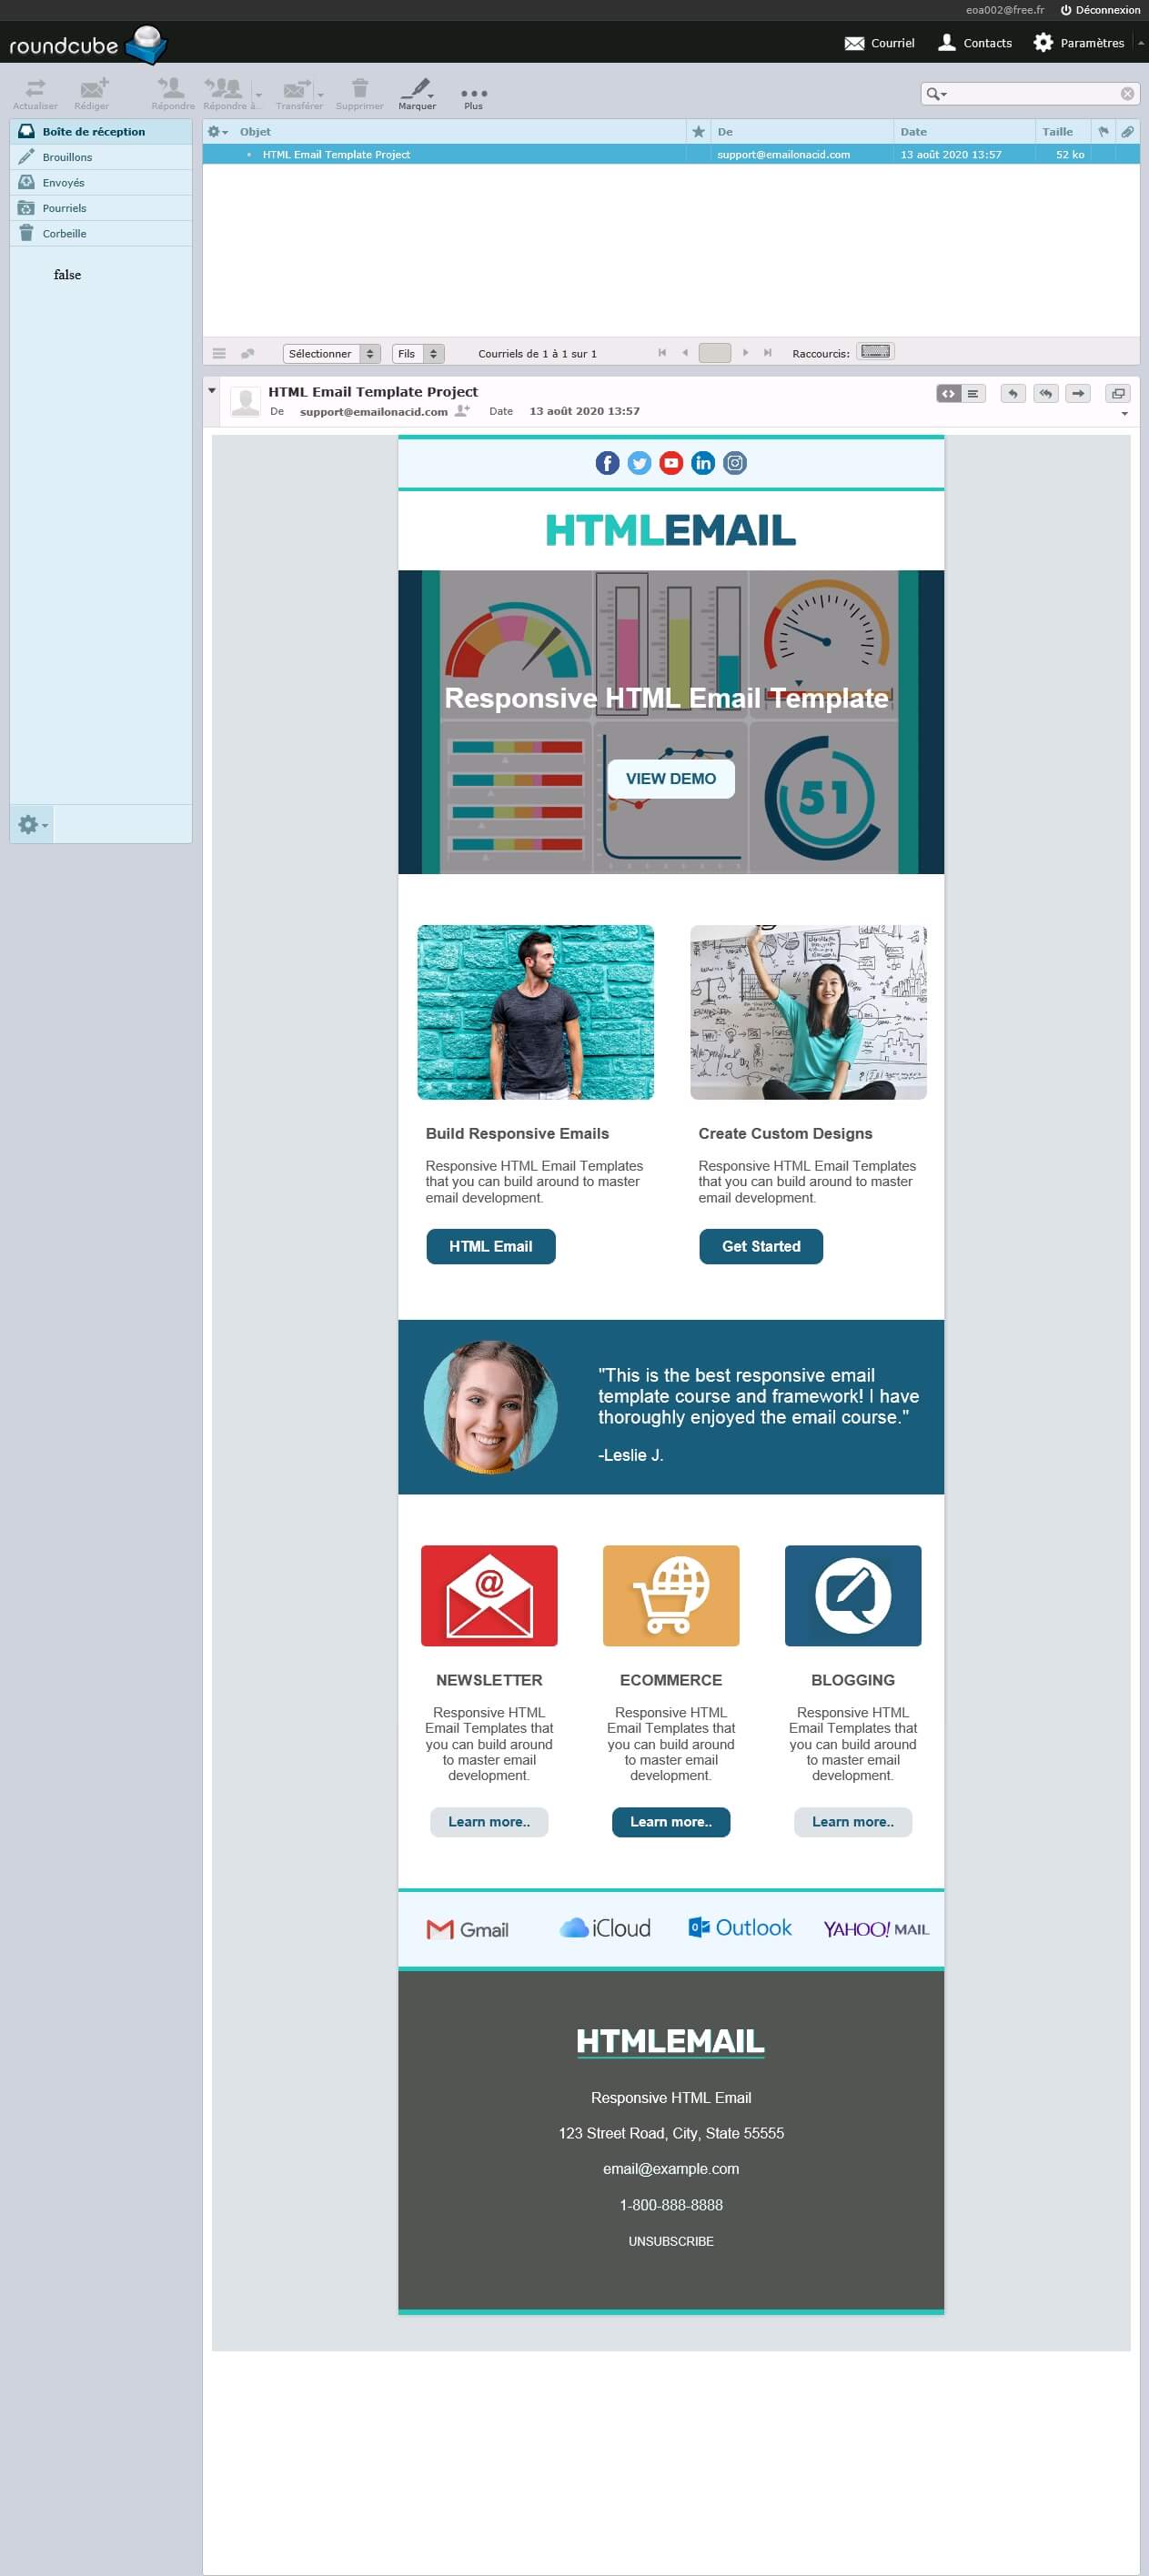 eoa002@free.fr Déconnexion
roundcube Courriel Contacts Paramètres
Actualiser Rédiger Répondre Répondre à... Transférer Supprimer Marquer Plus
Boîte de réception
Brouillons
Envoyés
Pourriels
Corbeille
false
Objet De Date Taille
HTML Email Template Project support@emailonacid.com 13 août 2020 13:57 52 ko
Sélectionner Fils Courriels de 1 à 1 sur 1 Raccourcis:
HTML Email Template Project
De support@emailonacid.com Date 13 août 2020 13:57
HTMLEMAIL
Responsive HTML Email Template
VIEW DEMO
51
Build Responsive Emails
Responsive HTML Email Templates
that you can build around to master
email development.
HTML Email
Create Custom Designs
Responsive HTML Email Templates
that you can build around to master
email development.
Get Started
"This is the best responsive email
template course and framework! I have
thoroughly enjoyed the email course."
-Leslie J.
NEWSLETTER
Responsive HTML
Email Templates that
you can build around
to master email
development.
Learn more..
ECOMMERCE
Responsive HTML
Email Templates that
you can build around
to master email
development.
Learn more..
BLOGGING
Responsive HTML
Email Templates that
you can build around
to master email
development.
Learn more..
Gmail iCloud Outlook YAHOO! MAIL
HTMLEMAIL
Responsive HTML Email
123 Street Road, City, State 55555
email@example.com
1-800-888-8888
UNSUBSCRIBE